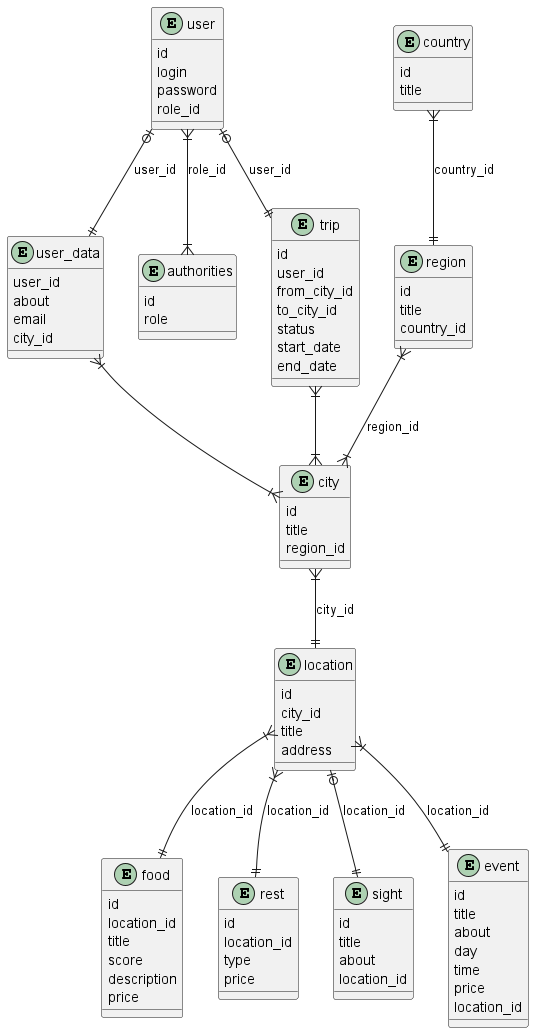 E user
id
login
password
role_id
E country
id
title
user_id
role_id
user_id
country_id
E user_data
user_id
about
email
city_id
E authorities
id
role
E trip
id
user_id
from_city_id
to_city_id
status
start_date
end_date
E region
id
title
country_id
region_id
E city
id
title
region_id
city_id
E location
id
city_id
title
address
location_id
location_id
location_id
location_id
E food
id
location_id
title
score
description
price
E rest
id
location_id
type
price
E sight
id
title
about
location_id
E event
id
title
about
day
time
price
location_id